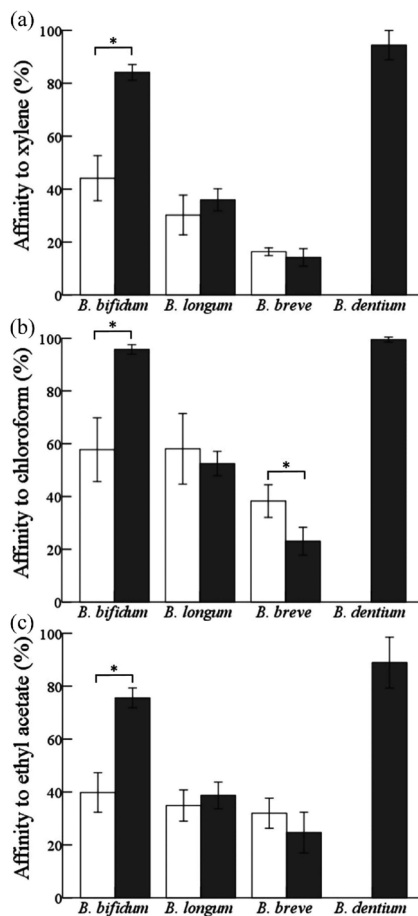 (a)
Affinity to xylene (%)
100
80
60
40
20
0
*
B. bifidum B. longum B. breve B. dentium
(b)
Affinity to chloroform (%)
100
80
60
40
20
0
*
*
B. bifidum B. longum B. breve B. dentium
(c)
Affinity to ethyl acetate (%)
100
80
60
40
20
0
*
B. bifidum B. longum B. breve B. dentium